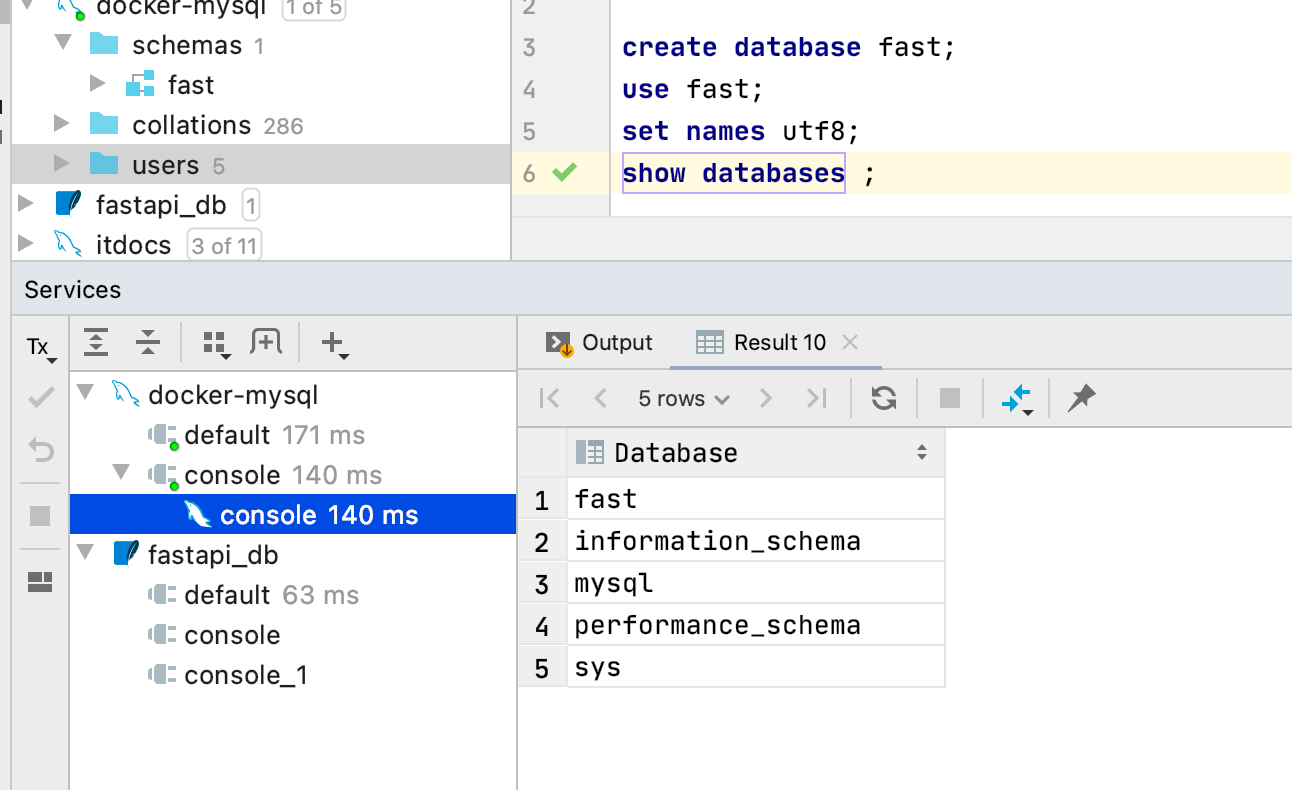 docker-mysql 1 of 5
schemas 1
fast
collations 286
users 5
fastapi_db 1
itdocs 3 of 11
2
3 create database fast;
4 use fast;
5 set names utf8;
6 show databases ;
Services
Tx
docker-mysql
default 171 ms
console 140 ms
console 140 ms
fastapi_db
default 63 ms
console
console_1
Output Result 10
5 rows
Database
1 fast
2 information_schema
3 mysql
4 performance_schema
5 sys